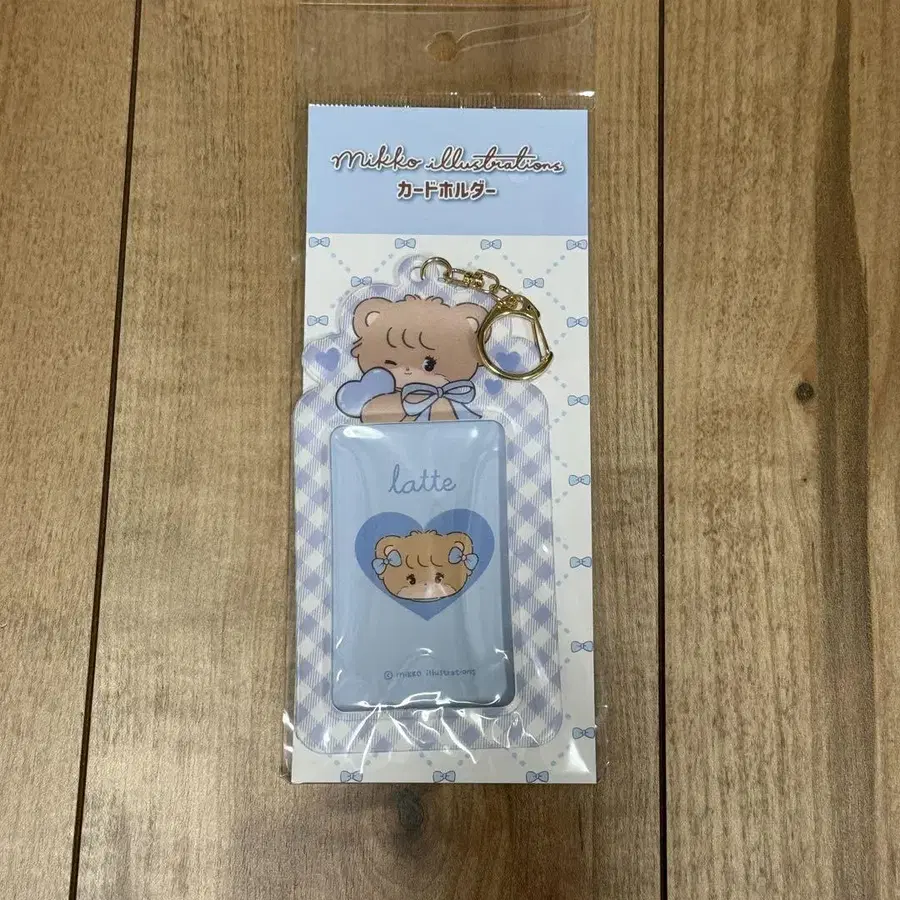 mikko illustrations
カードホルダー
latte
© mikko illustrations